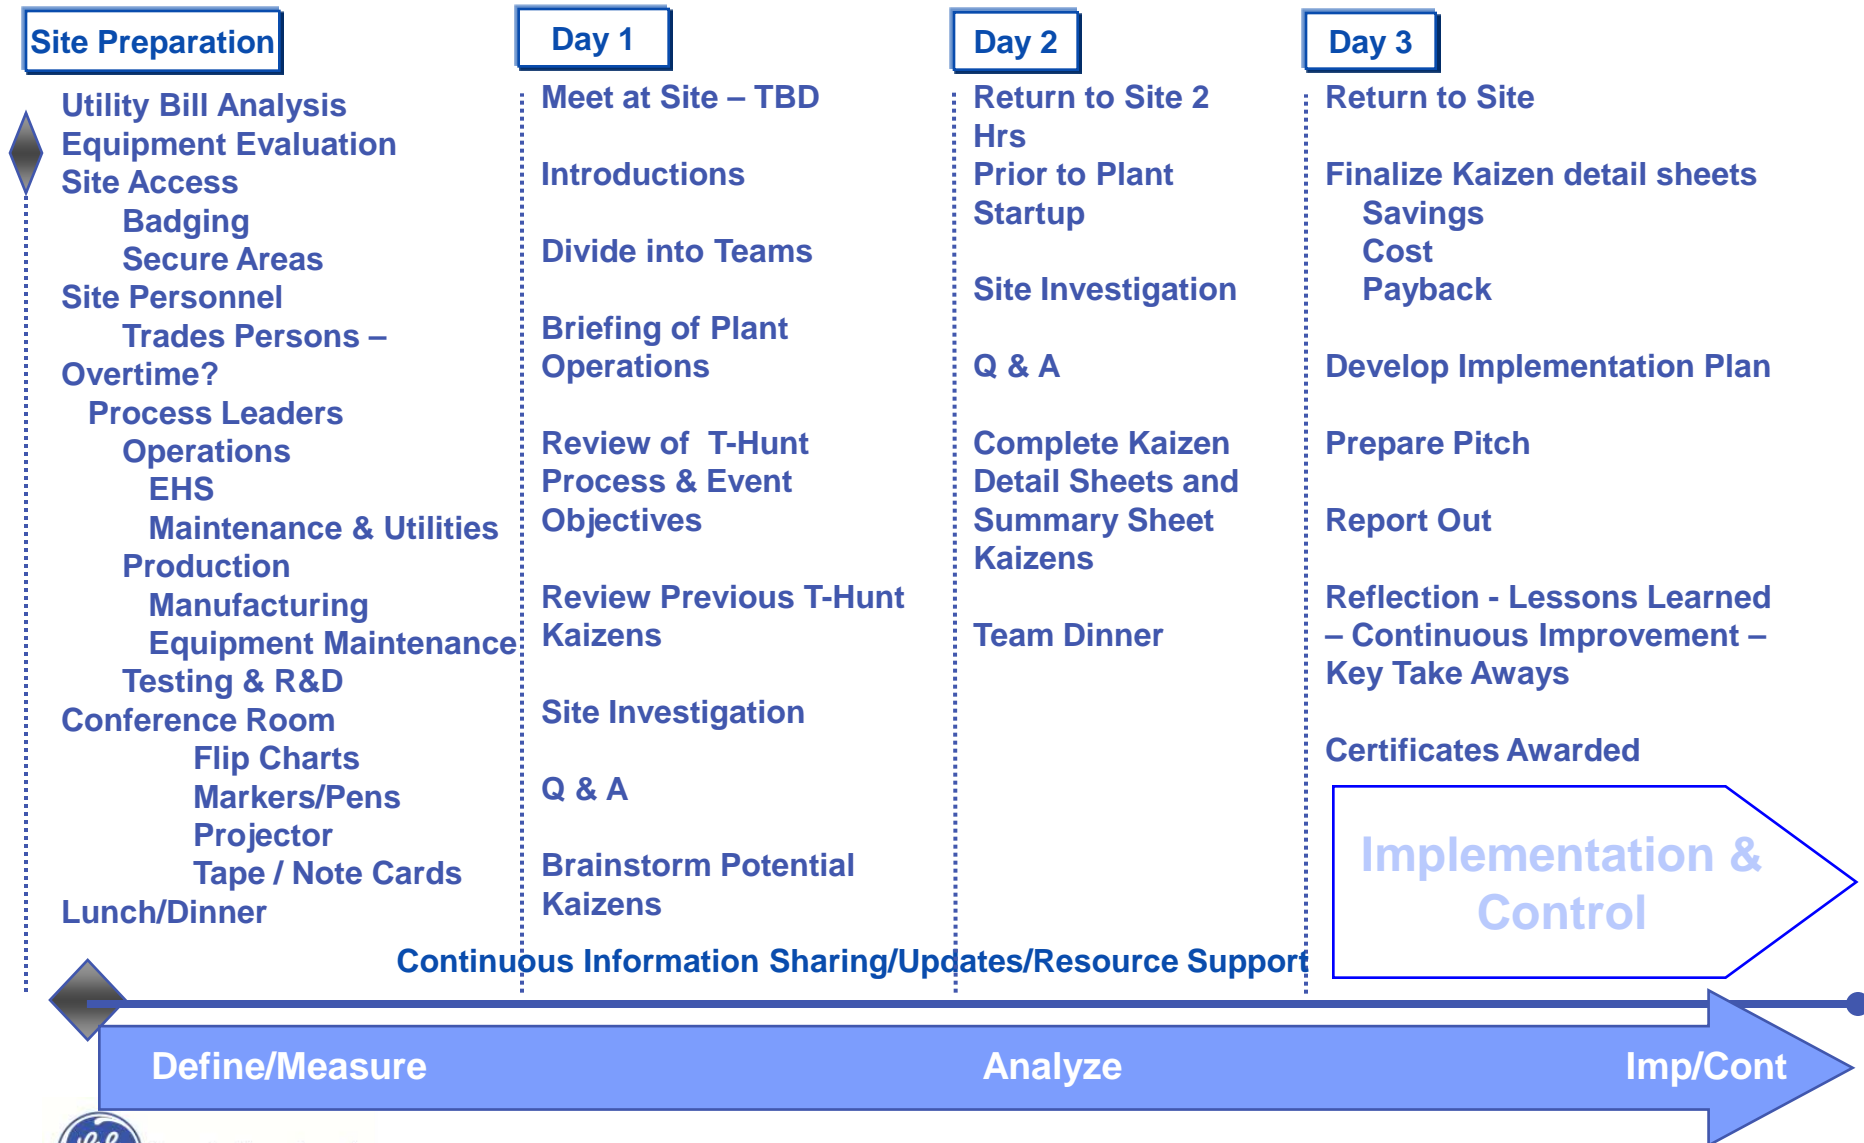 Site Preparation
Utility Bill Analysis
Equipment Evaluation
Site Access
Badging
Secure Areas
Site Personnel
Trades Persons –
Overtime?
Process Leaders
Operations
EHS
Maintenance & Utilities
Production
Manufacturing
Equipment Maintenance
Testing & R&D
Conference Room
Flip Charts
Markers/Pens
Projector
Tape / Note Cards
Lunch/Dinner
Day 1
Meet at Site – TBD
Introductions
Divide into Teams
Briefing of Plant
Operations
Review of T-Hunt
Process & Event
Objectives
Review Previous T-Hunt
Kaizens
Site Investigation
Q & A
Brainstorm Potential
Kaizens
Day 2
Return to Site 2
Hrs
Prior to Plant
Startup
Site Investigation
Q & A
Complete Kaizen
Detail Sheets and
Summary Sheet
Kaizens
Team Dinner
Day 3
Return to Site
Finalize Kaizen detail sheets
Savings
Cost
Payback
Develop Implementation Plan
Prepare Pitch
Report Out
Reflection - Lessons Learned
– Continuous Improvement –
Key Take Aways
Certificates Awarded
Implementation &
Control
Continuous Information Sharing/Updates/Resource Support
Define/Measure
Analyze
Imp/Cont